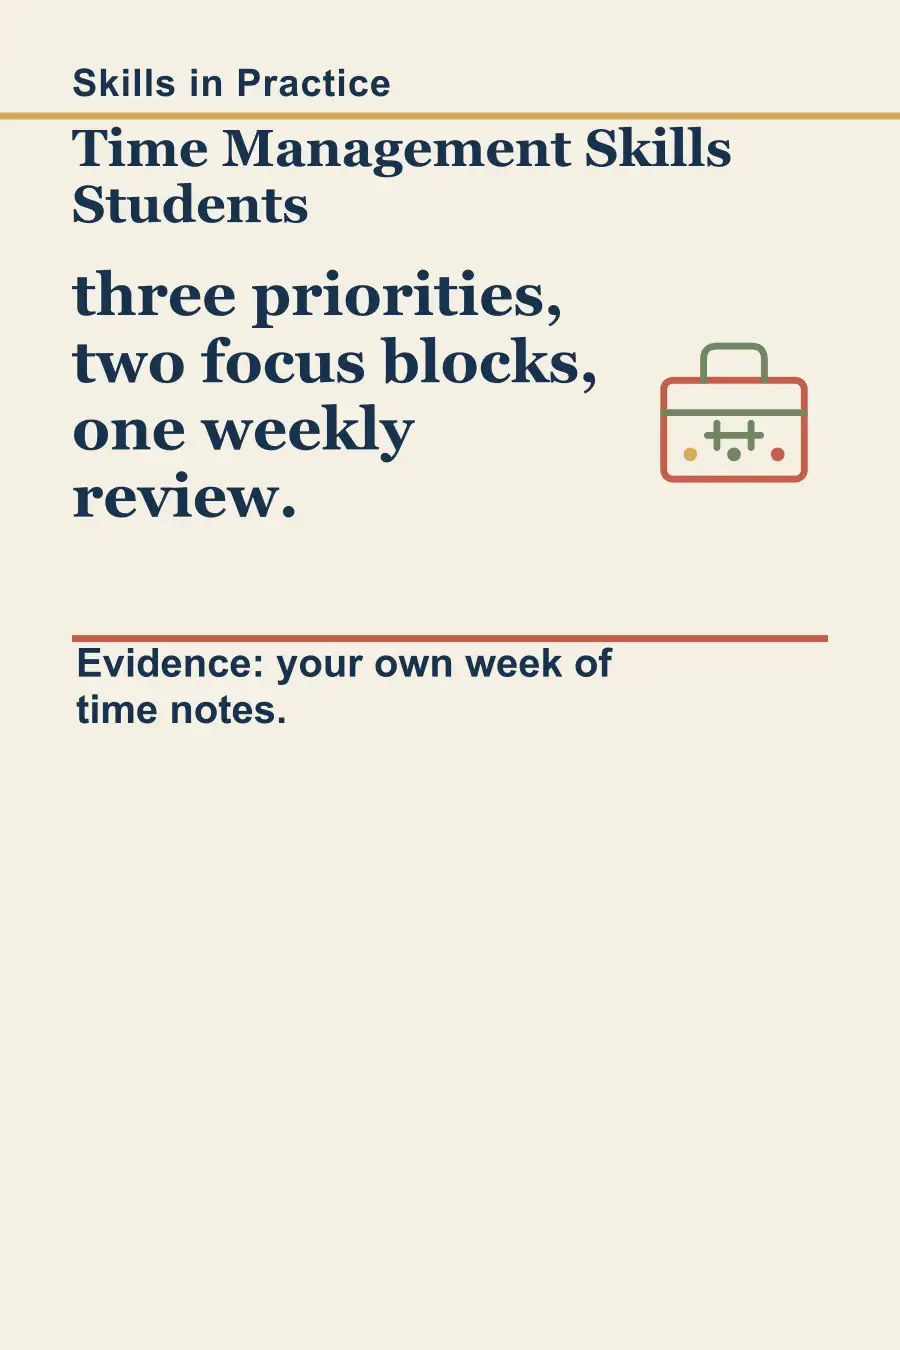 Skills in Practice
Time Management Skills
Students
three priorities,
two focus blocks,
one weekly
review.
Evidence: your own week of
time notes.